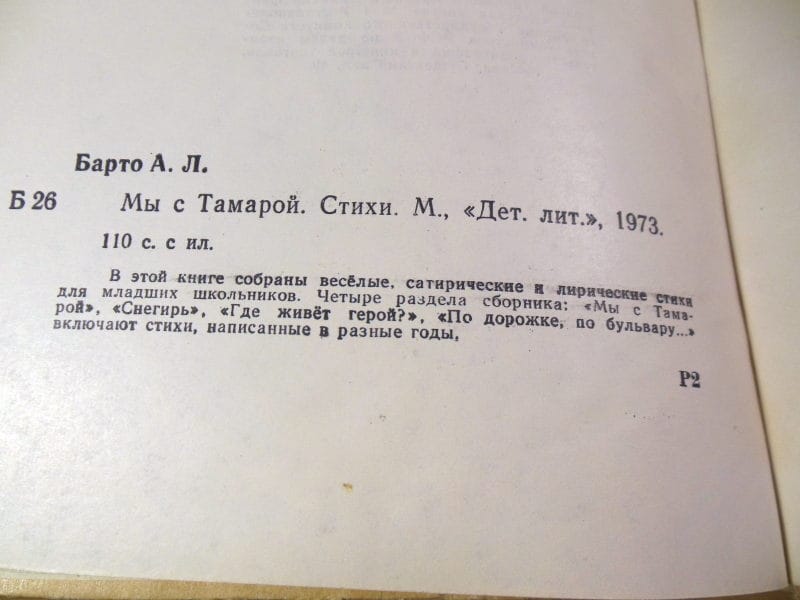 Барто А. Л.
Б 26 Мы с Тамарой. Стихи. М., «Дет. лит.», 1973.
110 с. с ил.
В этой книге собраны весёлые, сатирические и лирические стихи
для младших школьников. Четыре раздела сборника: «Мы с Тама-
рой», «Снегирь», «Где живёт герой?», «По дорожке, по бульвару...»
включают стихи, написанные в разные годы.
Р2